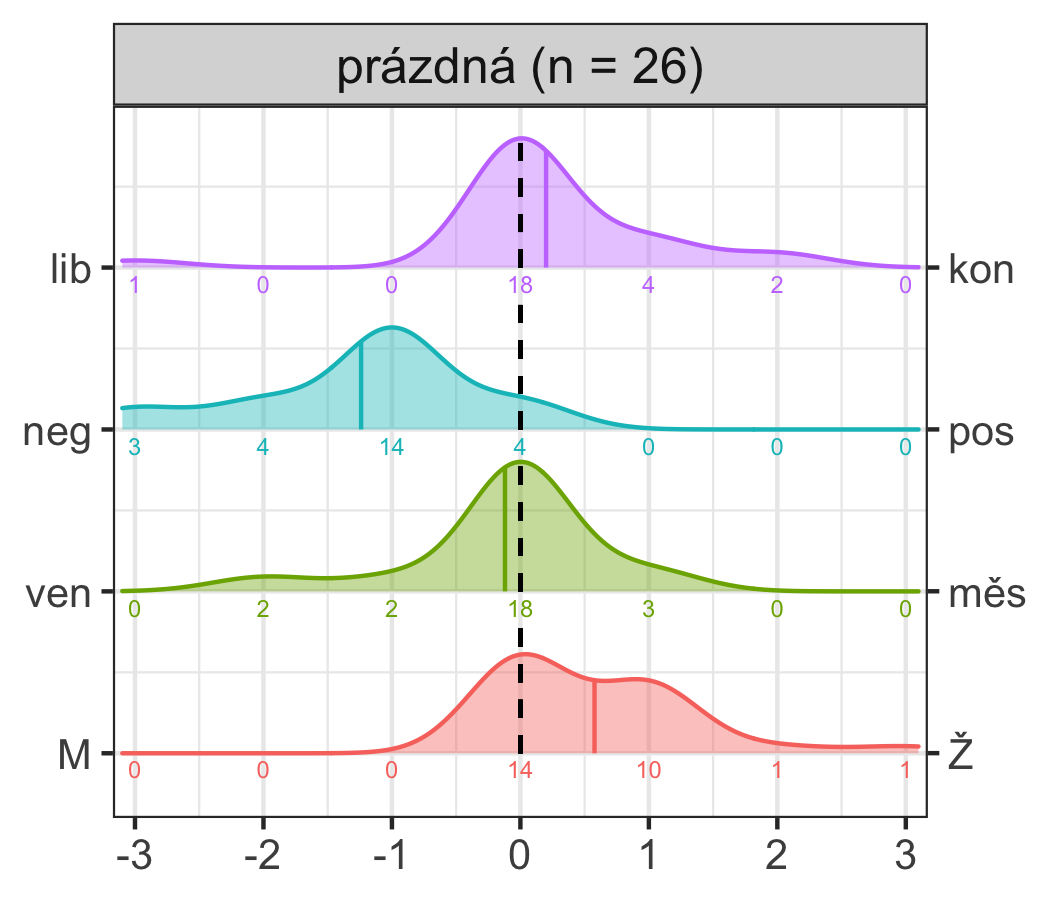 prázdná (n = 26)
lib kon
1 0 0 18 4 2 0
neg pos
3 4 14 4 0 0 0
ven měs
0 2 2 18 3 0 0
M Ž
0 0 0 14 10 1 1
-3 -2 -1 0 1 2 3